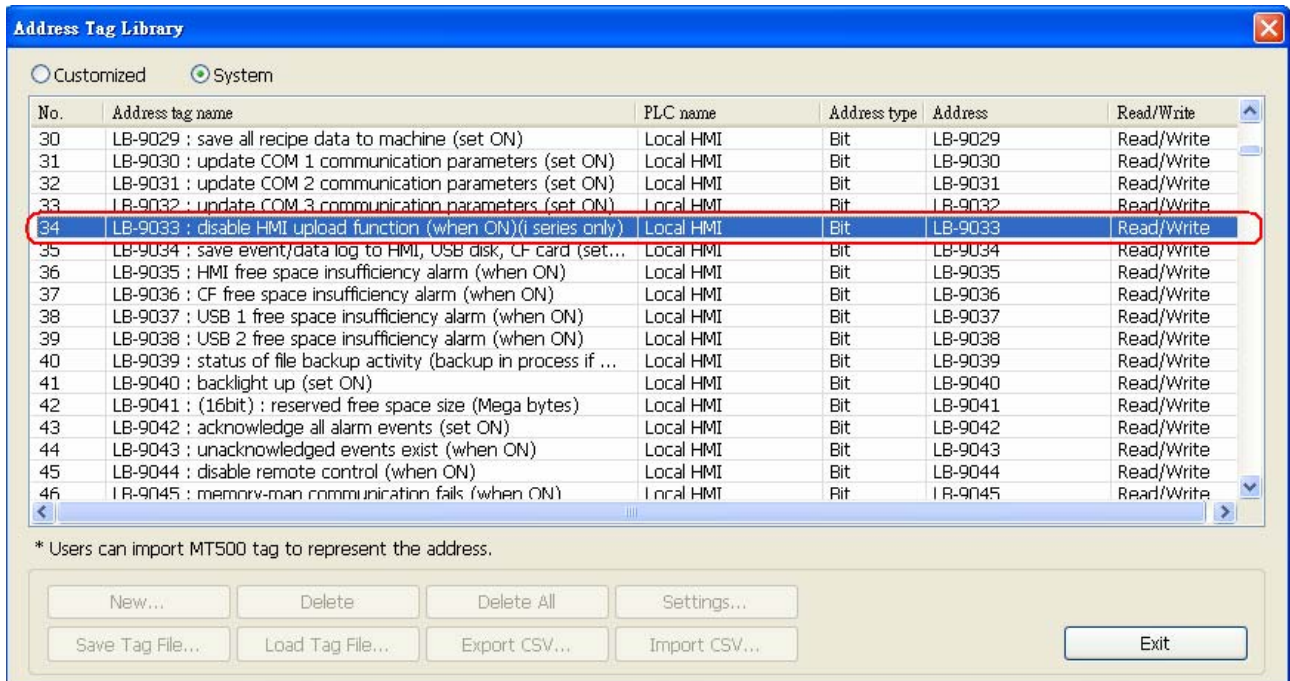 Address Tag Library
Customized System
No. Address tag name PLC name Address type Address Read/Write
30 LB-9029 : save all recipe data to machine (set ON) Local HMI Bit LB-9029 Read/Write
31 LB-9030 : update COM 1 communication parameters (set ON) Local HMI Bit LB-9030 Read/Write
32 LB-9031 : update COM 2 communication parameters (set ON) Local HMI Bit LB-9031 Read/Write
33 LB-9032 : update COM 3 communication parameters (set ON) Local HMI Bit LB-9032 Read/Write
34 LB-9033 : disable HMI upload function (when ON)(i series only) Local HMI Bit LB-9033 Read/Write
35 LB-9034 : save event/data log to HMI, USB disk, CF card (set... Local HMI Bit LB-9034 Read/Write
36 LB-9035 : HMI free space insufficiency alarm (when ON) Local HMI Bit LB-9035 Read/Write
37 LB-9036 : CF free space insufficiency alarm (when ON) Local HMI Bit LB-9036 Read/Write
38 LB-9037 : USB 1 free space insufficiency alarm (when ON) Local HMI Bit LB-9037 Read/Write
39 LB-9038 : USB 2 free space insufficiency alarm (when ON) Local HMI Bit LB-9038 Read/Write
40 LB-9039 : status of file backup activity (backup in process if ... Local HMI Bit LB-9039 Read/Write
41 LB-9040 : backlight up (set ON) Local HMI Bit LB-9040 Read/Write
42 LB-9041 : (16bit) : reserved free space size (Mega bytes) Local HMI Bit LB-9041 Read/Write
43 LB-9042 : acknowledge all alarm events (set ON) Local HMI Bit LB-9042 Read/Write
44 LB-9043 : unacknowledged events exist (when ON) Local HMI Bit LB-9043 Read/Write
45 LB-9044 : disable remote control (when ON) Local HMI Bit LB-9044 Read/Write
46 LB-9045 : memory-map communication fails (when ON) Local HMI Bit LB-9045 Read/Write
* Users can import MT500 tag to represent the address.
New... Delete Delete All Settings...
Save Tag File... Load Tag File... Export CSV... Import CSV... Exit